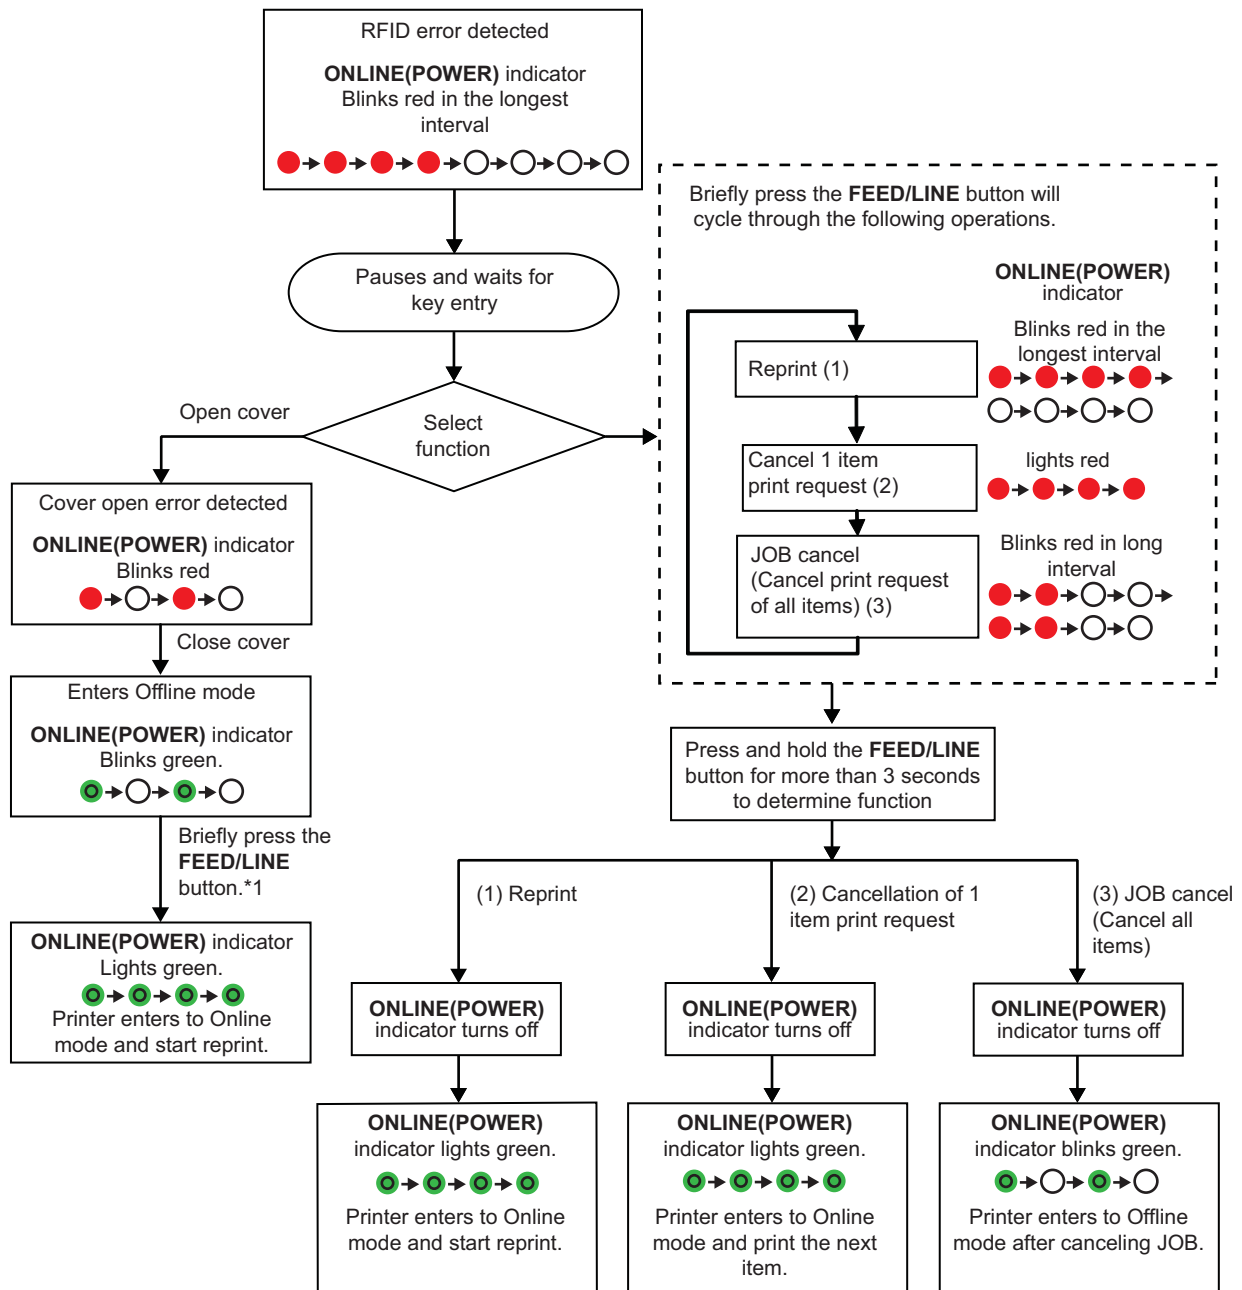 RFID error detected
ONLINE(POWER) indicator
Blinks red in the longest
interval
Pauses and waits for
key entry
Select
function
Open cover
Cover open error detected
ONLINE(POWER) indicator
Blinks red
Close cover
Enters Offline mode
ONLINE(POWER) indicator
Blinks green.
Briefly press the
FEED/LINE
button.*1
ONLINE(POWER) indicator
Lights green.
Printer enters to Online
mode and start reprint.
Briefly press the FEED/LINE button will
cycle through the following operations.
ONLINE(POWER)
indicator
Reprint (1)
Blinks red in the
longest interval
Cancel 1 item
print request (2)
lights red
JOB cancel
(Cancel print request
of all items) (3)
Blinks red in long
interval
Press and hold the FEED/LINE
button for more than 3 seconds
to determine function
(1) Reprint
ONLINE(POWER)
indicator turns off
ONLINE(POWER)
indicator lights green.
Printer enters to Online
mode and start reprint.
(2) Cancellation of 1
item print request
ONLINE(POWER)
indicator turns off
ONLINE(POWER)
indicator lights green.
Printer enters to Online
mode and print the next
item.
(3) JOB cancel
(Cancel all
items)
ONLINE(POWER)
indicator turns off
ONLINE(POWER)
indicator blinks green.
Printer enters to Offline
mode after canceling JOB.